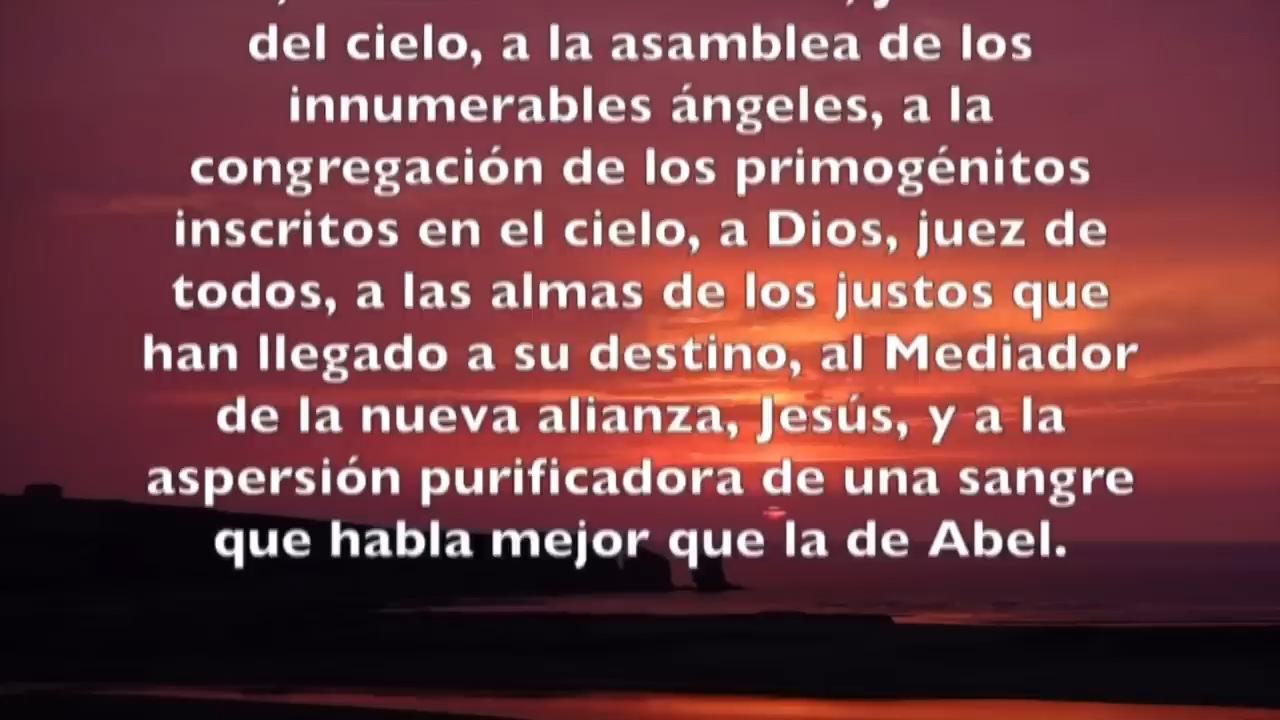 del cielo, a la asamblea de los
innumerables ángeles, a la
congregación de los primogénitos
inscritos en el cielo, a Dios, juez de
todos, a las almas de los justos que
han llegado a su destino, al Mediador
de la nueva alianza, Jesús, y a la
aspersión purificadora de una sangre
que habla mejor que la de Abel.